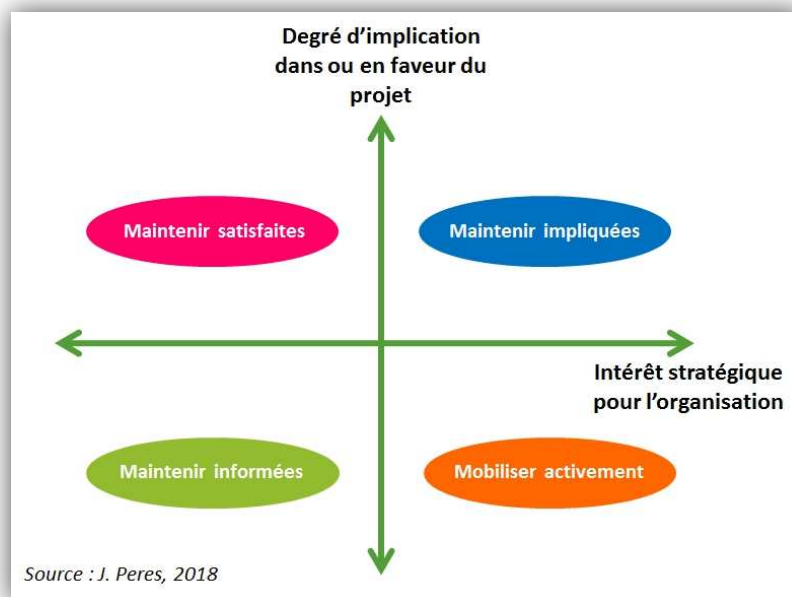 Degré d'implication
dans ou en faveur du
projet
Maintenir satisfaites
Maintenir impliquées
Intérêt stratégique
pour l'organisation
Maintenir informées
Mobiliser activement
Source : J. Peres, 2018